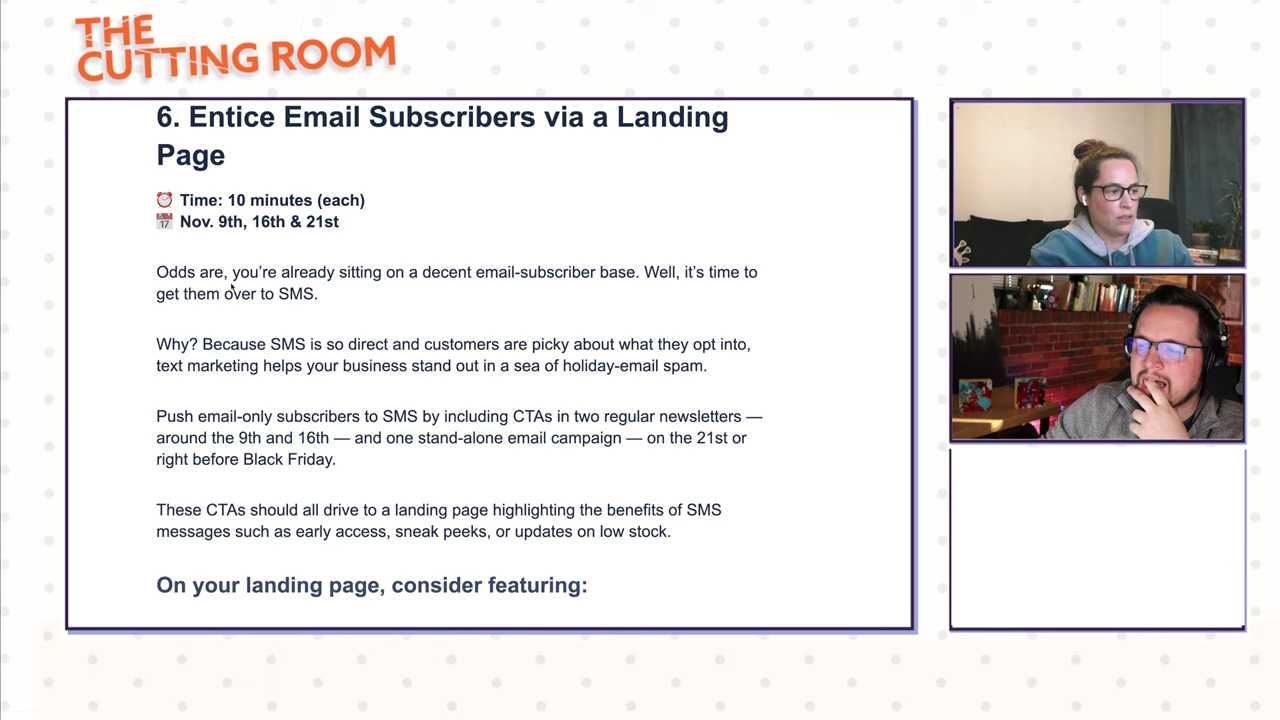 THE
CUTTING ROOM
6. Entice Email Subscribers via a Landing
Page
⏰ Time: 10 minutes (each)
📅 Nov. 9th, 16th & 21st
Odds are, you’re already sitting on a decent email-subscriber base. Well, it’s time to
get them over to SMS.
Why? Because SMS is so direct and customers are picky about what they opt into,
text marketing helps your business stand out in a sea of holiday-email spam.
Push email-only subscribers to SMS by including CTAs in two regular newsletters —
around the 9th and 16th — and one stand-alone email campaign — on the 21st or
right before Black Friday.
These CTAs should all drive to a landing page highlighting the benefits of SMS
messages such as early access, sneak peeks, or updates on low stock.
On your landing page, consider featuring: